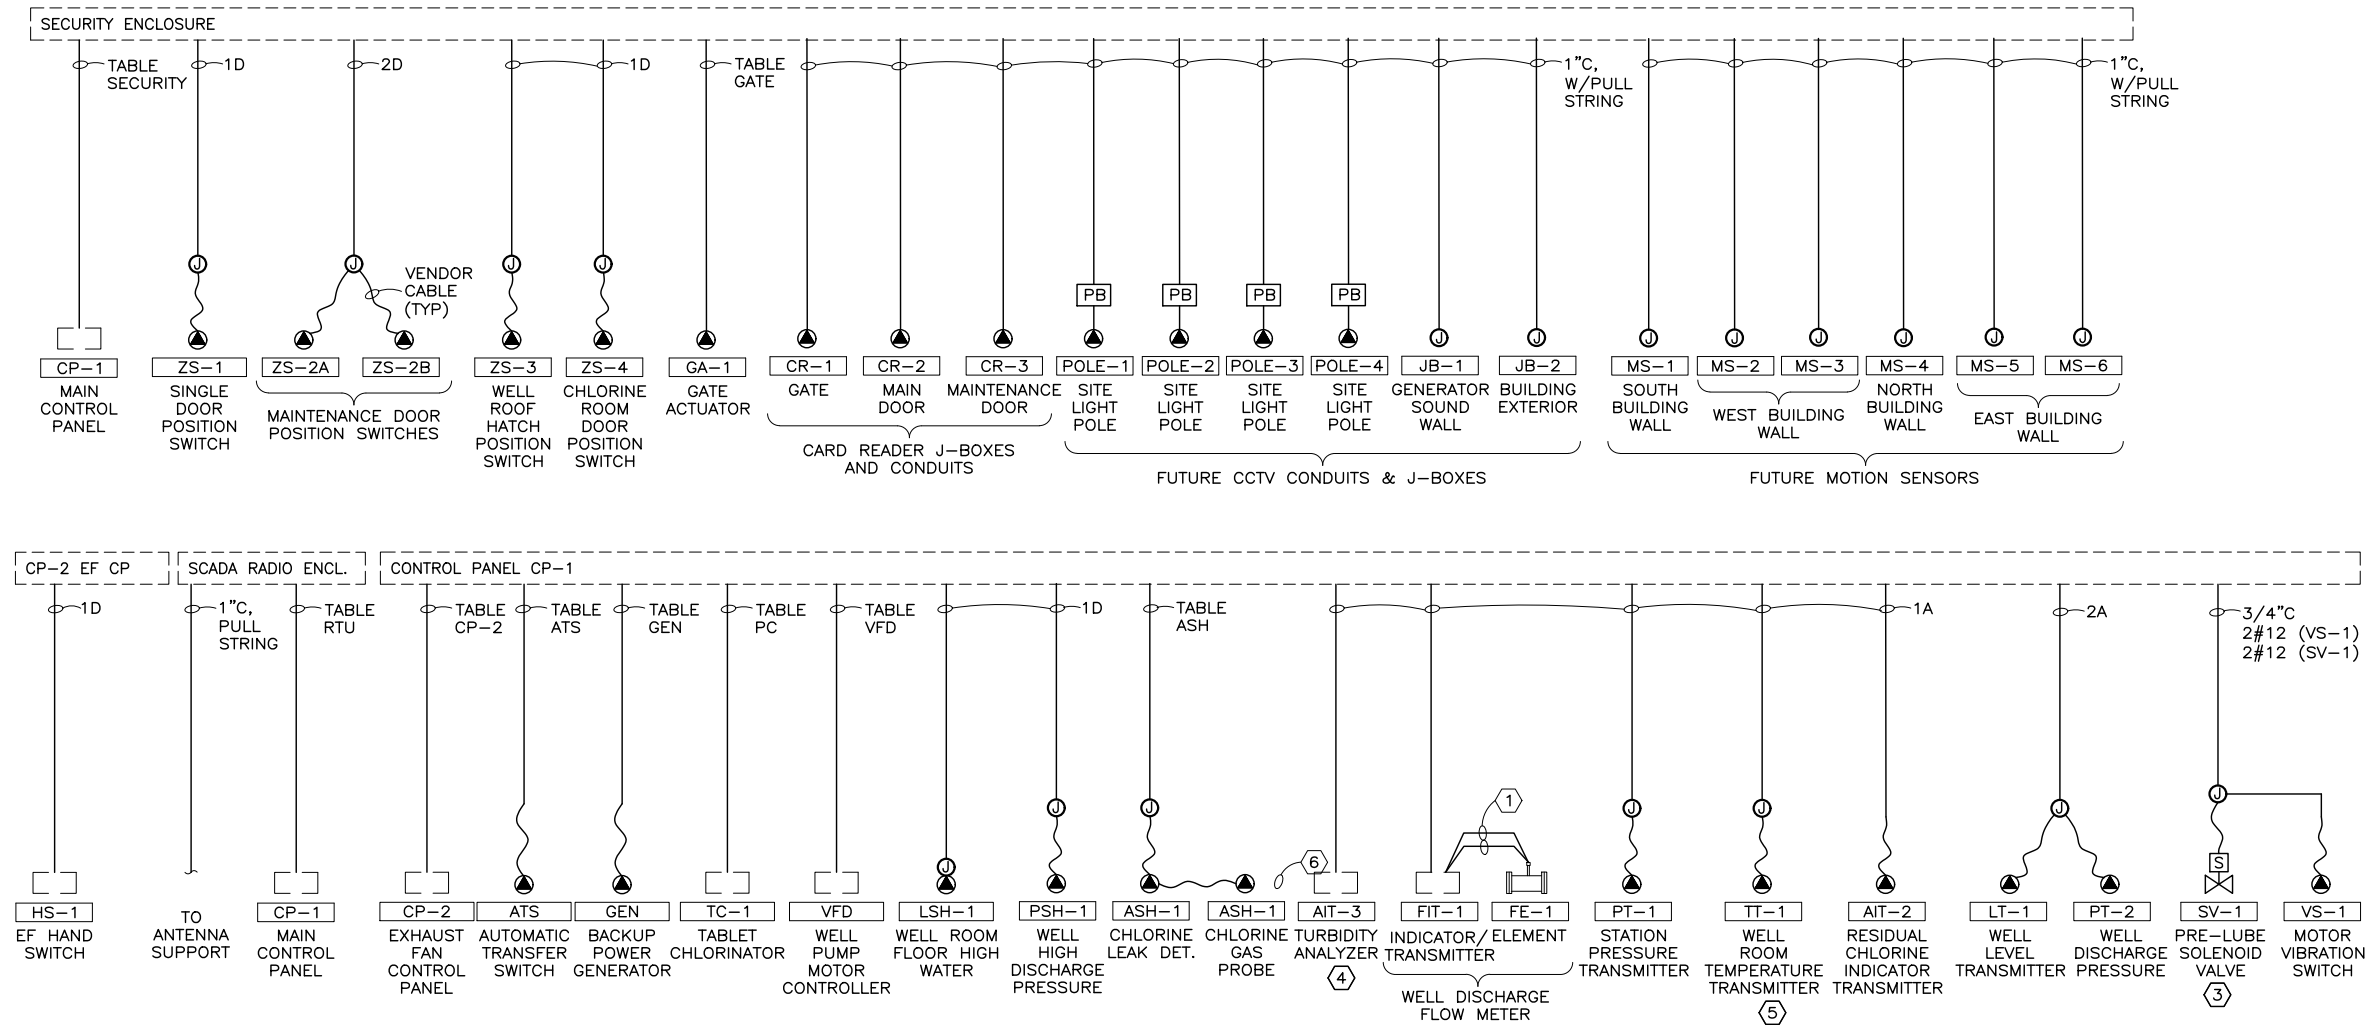 SECURITY ENCLOSURE
TABLE
SECURITY
1D
2D
1D
TABLE
GATE
1"C,
W/PULL
STRING
1"C,
W/PULL
STRING
J
J
J
J
VENDOR
CABLE
(TYP)
PB
PB
PB
PB
J
J
J
J
J
J
J
J
CP-1
MAIN
CONTROL
PANEL
ZS-1
SINGLE
DOOR
POSITION
SWITCH
ZS-2A
ZS-2B
MAINTENANCE DOOR
POSITION SWITCHES
ZS-3
WELL
ROOF
HATCH
POSITION
SWITCH
ZS-4
CHLORINE
ROOM
DOOR
POSITION
SWITCH
GA-1
GATE
ACTUATOR
CR-1
GATE
CR-2
MAIN
DOOR
CR-3
MAINTENANCE
DOOR
CARD READER J-BOXES
AND CONDUITS
POLE-1
SITE
LIGHT
POLE
POLE-2
SITE
LIGHT
POLE
POLE-3
SITE
LIGHT
POLE
POLE-4
SITE
LIGHT
POLE
JB-1
GENERATOR
SOUND
WALL
JB-2
BUILDING
EXTERIOR
FUTURE CCTV CONDUITS & J-BOXES
MS-1
SOUTH
BUILDING
WALL
MS-2
MS-3
WEST BUILDING
WALL
MS-4
NORTH
BUILDING
WALL
MS-5
MS-6
EAST BUILDING
WALL
FUTURE MOTION SENSORS
CP-2 EF CP
SCADA RADIO ENCL.
CONTROL PANEL CP-1
1D
1"C,
PULL
STRING
TABLE
RTU
TABLE
CP-2
TABLE
ATS
TABLE
GEN
TABLE
PC
TABLE
VFD
1D
TABLE
ASH
1A
2A
3/4"C
2#12 (VS-1)
2#12 (SV-1)
J
J
J
J
J
J
J
1
6
S
HS-1
EF HAND
SWITCH
TO
ANTENNA
SUPPORT
CP-1
MAIN
CONTROL
PANEL
CP-2
EXHAUST
FAN
CONTROL
PANEL
ATS
AUTOMATIC
TRANSFER
SWITCH
GEN
BACKUP
POWER
GENERATOR
TC-1
TABLET
CHLORINATOR
VFD
WELL
PUMP
MOTOR
CONTROLLER
LSH-1
WELL ROOM
FLOOR HIGH
WATER
PSH-1
WELL
HIGH
DISCHARGE
PRESSURE
ASH-1
CHLORINE
LEAK DET.
ASH-1
CHLORINE
GAS
PROBE
AIT-3
TURBIDITY
ANALYZER
4
FIT-1
INDICATOR/
TRANSMITTER
FE-1
ELEMENT
WELL DISCHARGE
FLOW METER
PT-1
STATION
PRESSURE
TRANSMITTER
TT-1
WELL
ROOM
TEMPERATURE
TRANSMITTER
5
AIT-2
RESIDUAL
CHLORINE
INDICATOR
TRANSMITTER
LT-1
WELL
LEVEL
TRANSMITTER
PT-2
WELL
DISCHARGE
PRESSURE
SV-1
PRE-LUBE
SOLENOID
VALVE
3
VS-1
MOTOR
VIBRATION
SWITCH